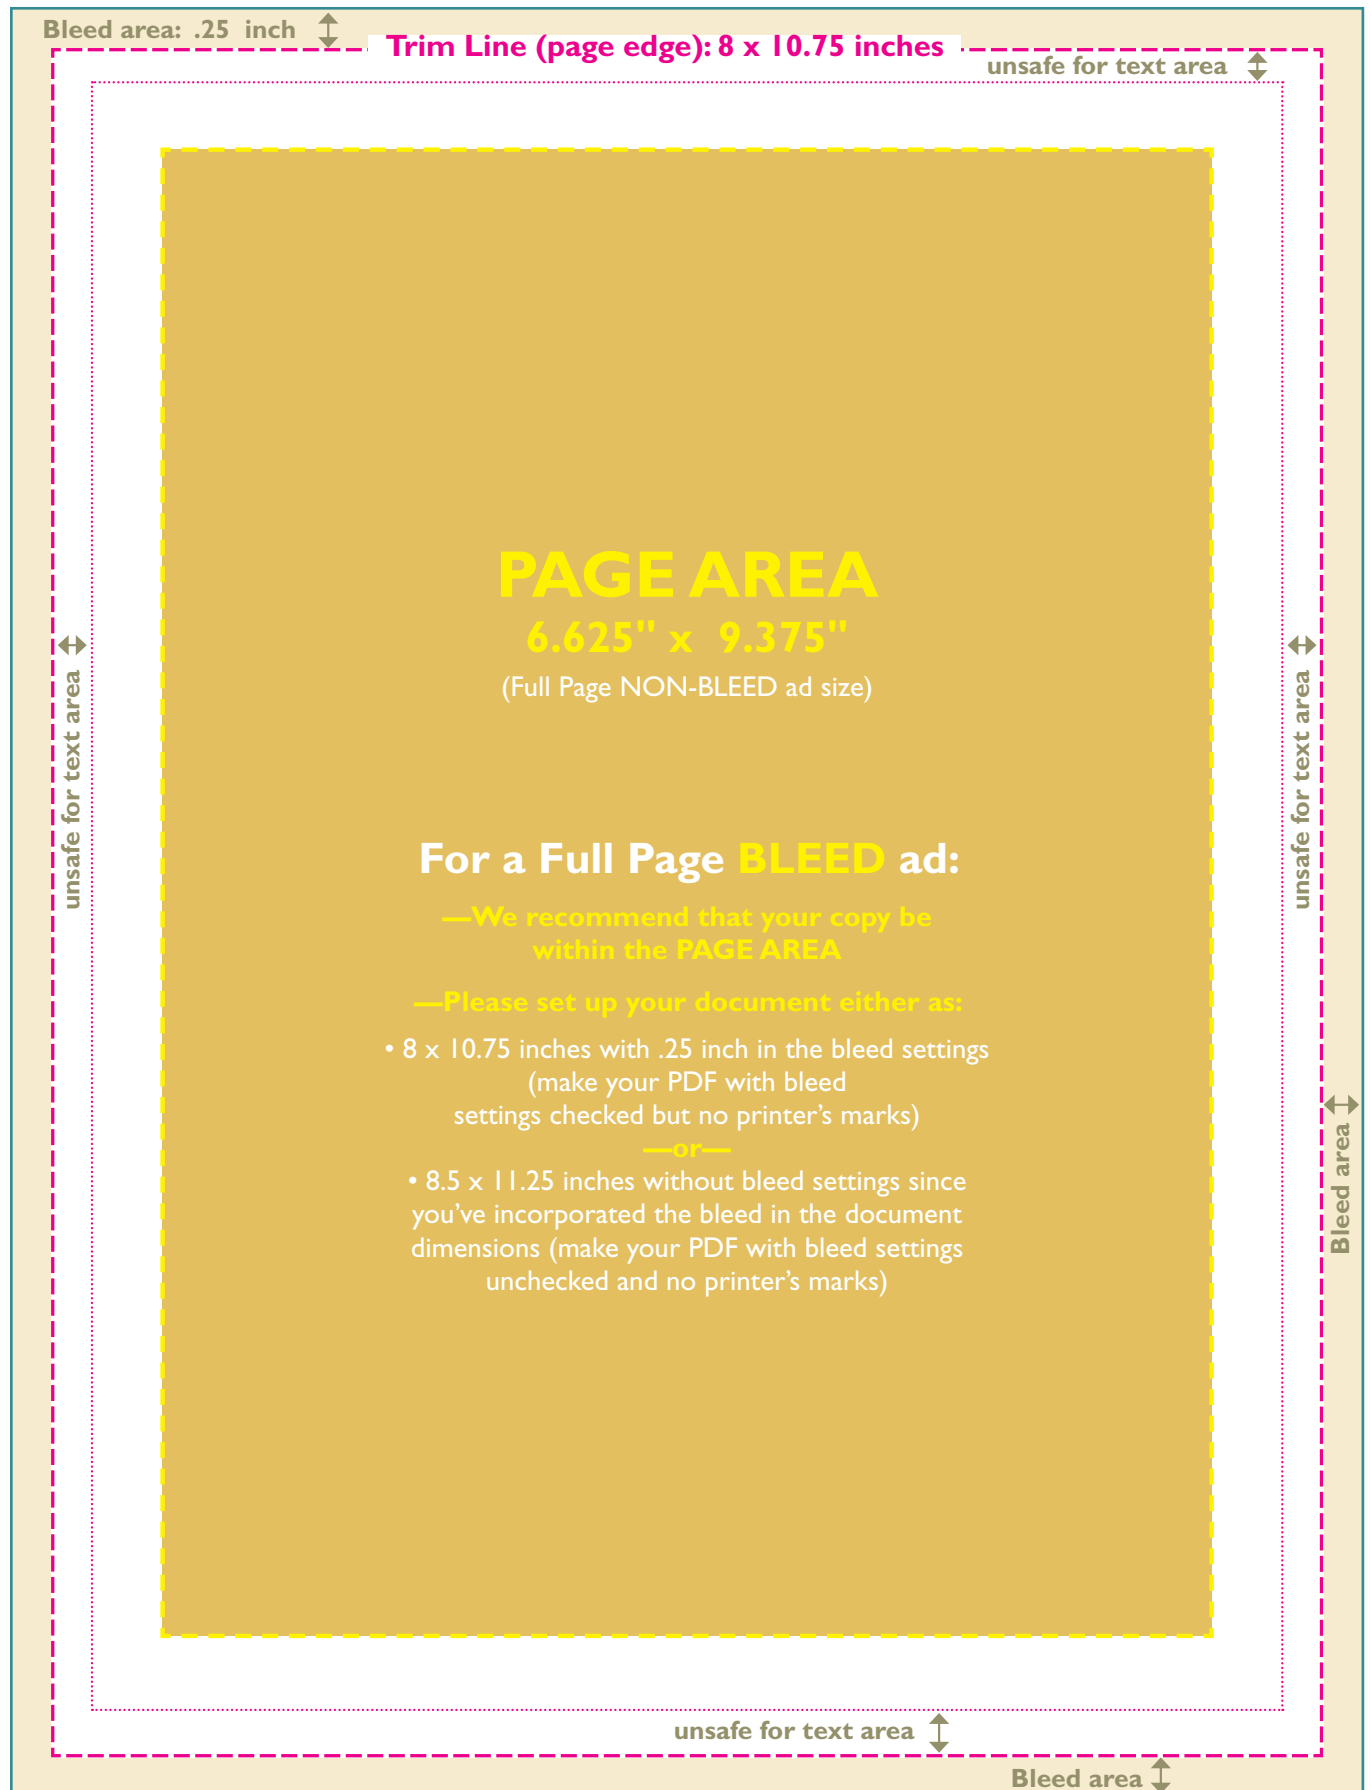 Bleed area: .25 inch
Trim Line (page edge): 8 x 10.75 inches
unsafe for text area
PAGE AREA
6.625" x 9.375"
(Full Page NON-BLEED ad size)
unsafe for text area
unsafe for text area
For a Full Page BLEED ad:
—We recommend that your copy be
within the PAGE AREA
—Please set up your document either as:
• 8 x 10.75 inches with .25 inch in the bleed settings
(make your PDF with bleed
settings checked but no printer’s marks)
—or—
• 8.5 x 11.25 inches without bleed settings since
you’ve incorporated the bleed in the document
dimensions (make your PDF with bleed settings
unchecked and no printer’s marks)
Bleed area
unsafe for text area
Bleed area